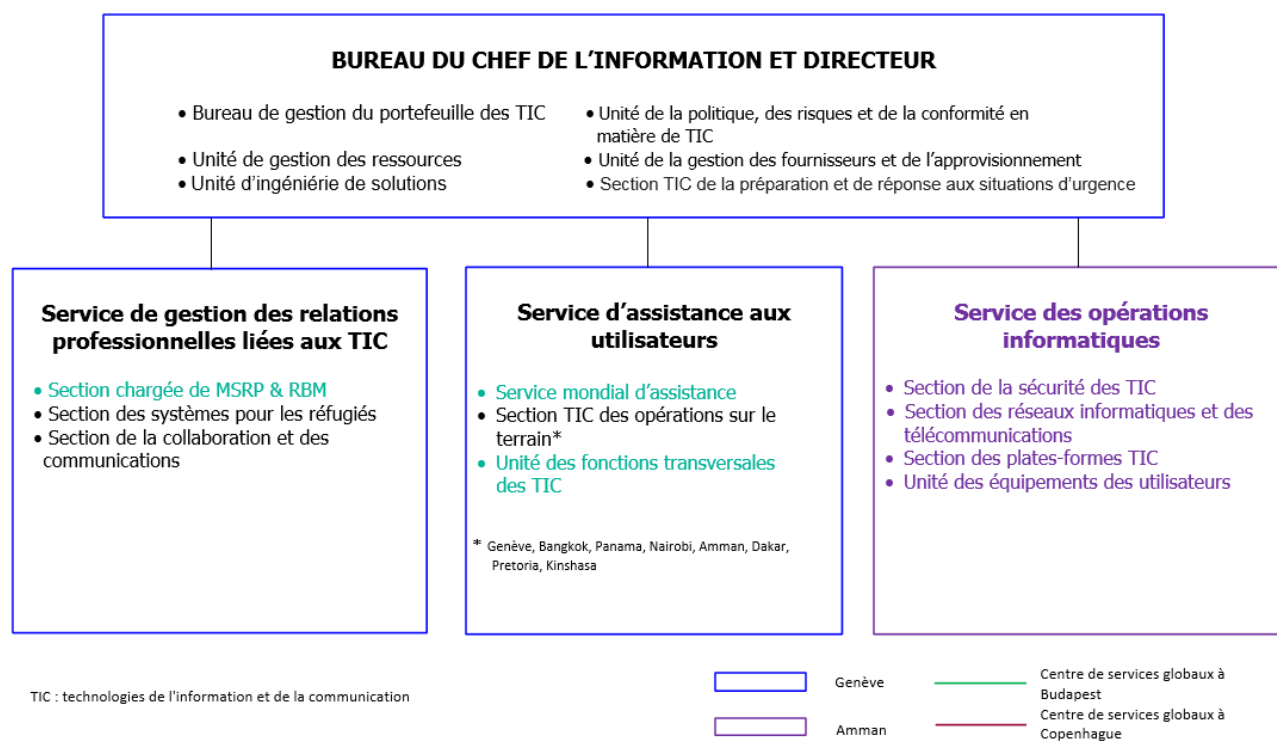 BUREAU DU CHEF DE L’INFORMATION ET DIRECTEUR
• Bureau de gestion du portefeuille des TIC
• Unité de gestion des ressources
• Unité d’ingéniérie de solutions
• Unité de la politique, des risques et de la conformité en
matière de TIC
• Unité de la gestion des fournisseurs et de l’approvisionnement
• Section TIC de la préparation et de réponse aux situations d’urgence
Service de gestion des relations
professionnelles liées aux TIC
• Section chargée de MSRP & RBM
• Section des systèmes pour les réfugiés
• Section de la collaboration et des
communications
Service d’assistance aux
utilisateurs
• Service mondial d’assistance
• Section TIC des opérations sur le
terrain*
• Unité des fonctions transversales
des TIC
* Genève, Bangkok, Panama, Nairobi, Amman, Dakar,
Pretoria, Kinshasa
Service des opérations
informatiques
• Section de la sécurité des TIC
• Section des réseaux informatiques et des
télécommunications
• Section des plates-formes TIC
• Unité des équipements des utilisateurs
TIC : technologies de l'information et de la communication
Genève
Amman
Centre de services globaux à
Budapest
Centre de services globaux à
Copenhague